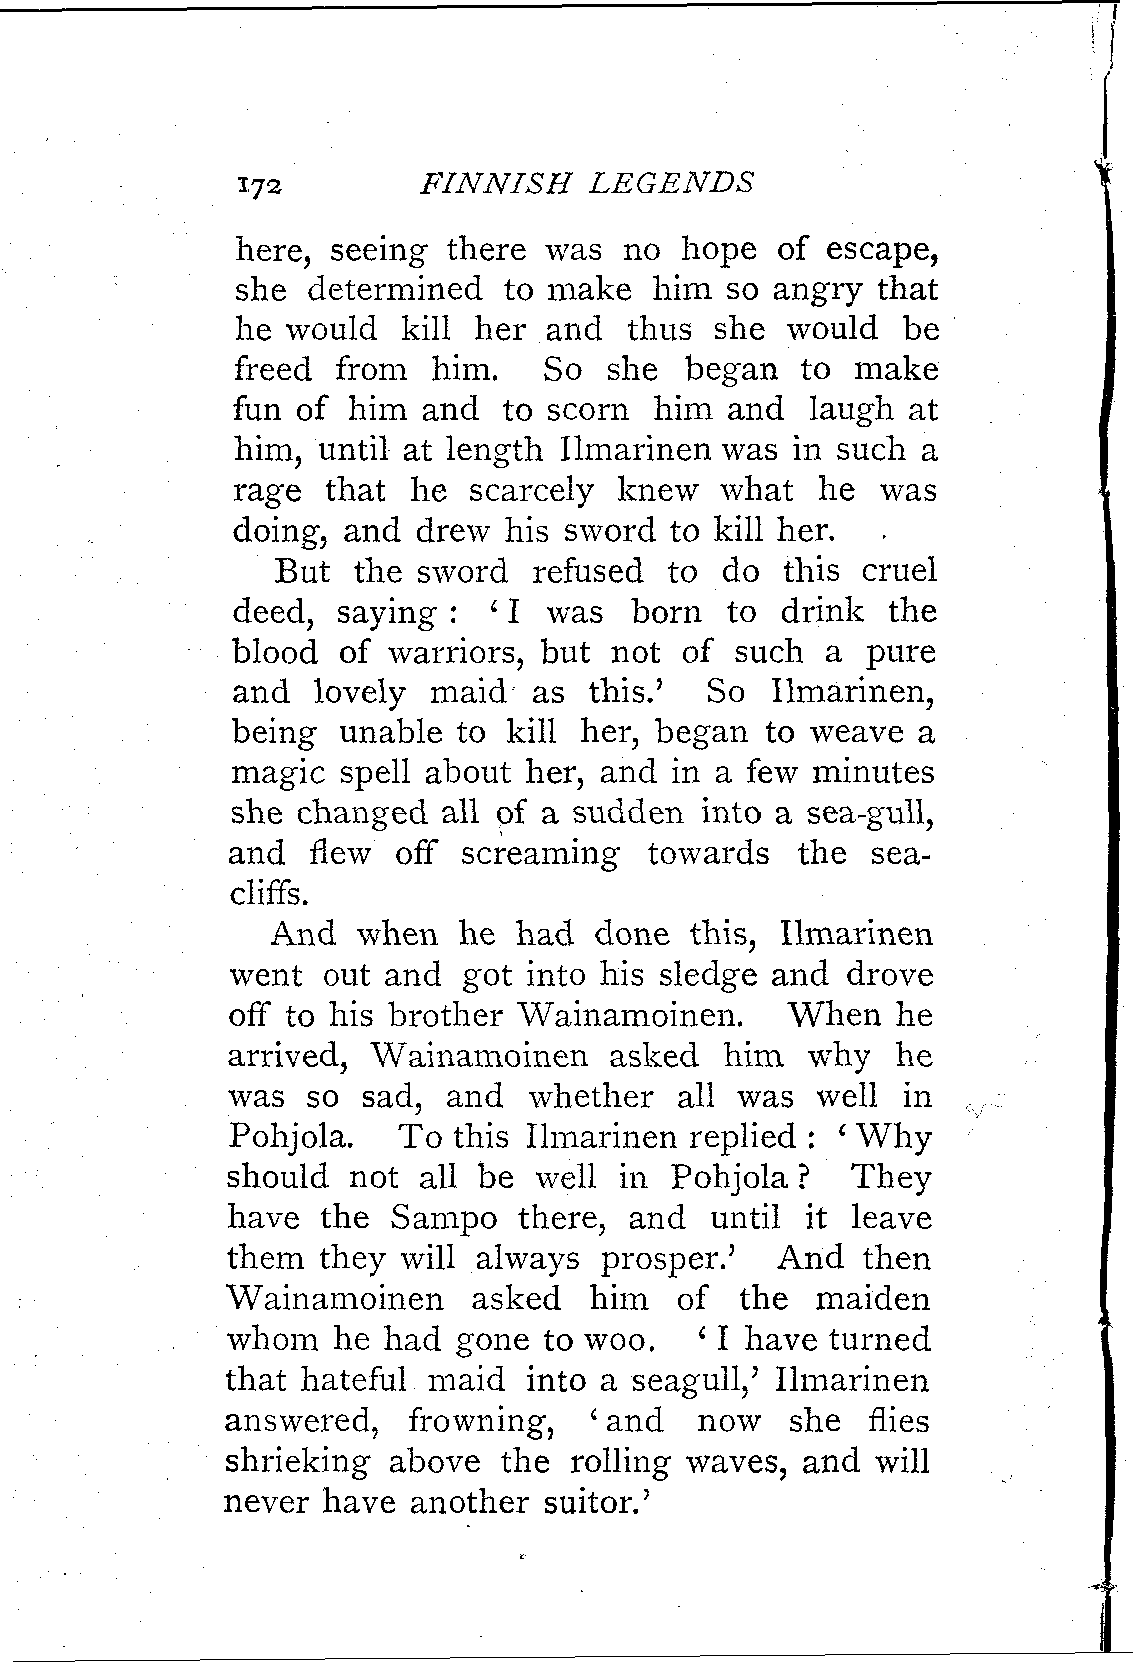 172 FINNISH LEGENDS
here, seeing there was no hope of escape,
she determined to make him so angry that
he would kill her and thus she would be
freed from him. So she began to make
fun of him and to scorn him and laugh at
him, until at length Ilmarinen was in such a
rage that he scarcely knew what he was
doing, and drew his sword to kill her.
But the sword refused to do this cruel
deed, saying : ‘ I was born to drink the
blood of warriors, but not of such a pure
and lovely maid as this.’ So Ilmarinen,
being unable to kill her, began to weave a
magic spell about her, and in a few minutes
she changed all of a sudden into a sea-gull,
and flew off screaming towards the sea-
cliffs.
And when he had done this, Ilmarinen
went out and got into his sledge and drove
off to his brother Wainamoinen. When he
arrived, Wainamoinen asked him why he
was so sad, and whether all was well in
Pohjola. To this Ilmarinen replied : ‘ Why
should not all be well in Pohjola ? They
have the Sampo there, and until it leave
them they will always prosper.’ And then
Wainamoinen asked him of the maiden
whom he had gone to woo. ‘ I have turned
that hateful maid into a seagull,’ Ilmarinen
answered, frowning, ‘ and now she flies
shrieking above the rolling waves, and will
never have another suitor.’